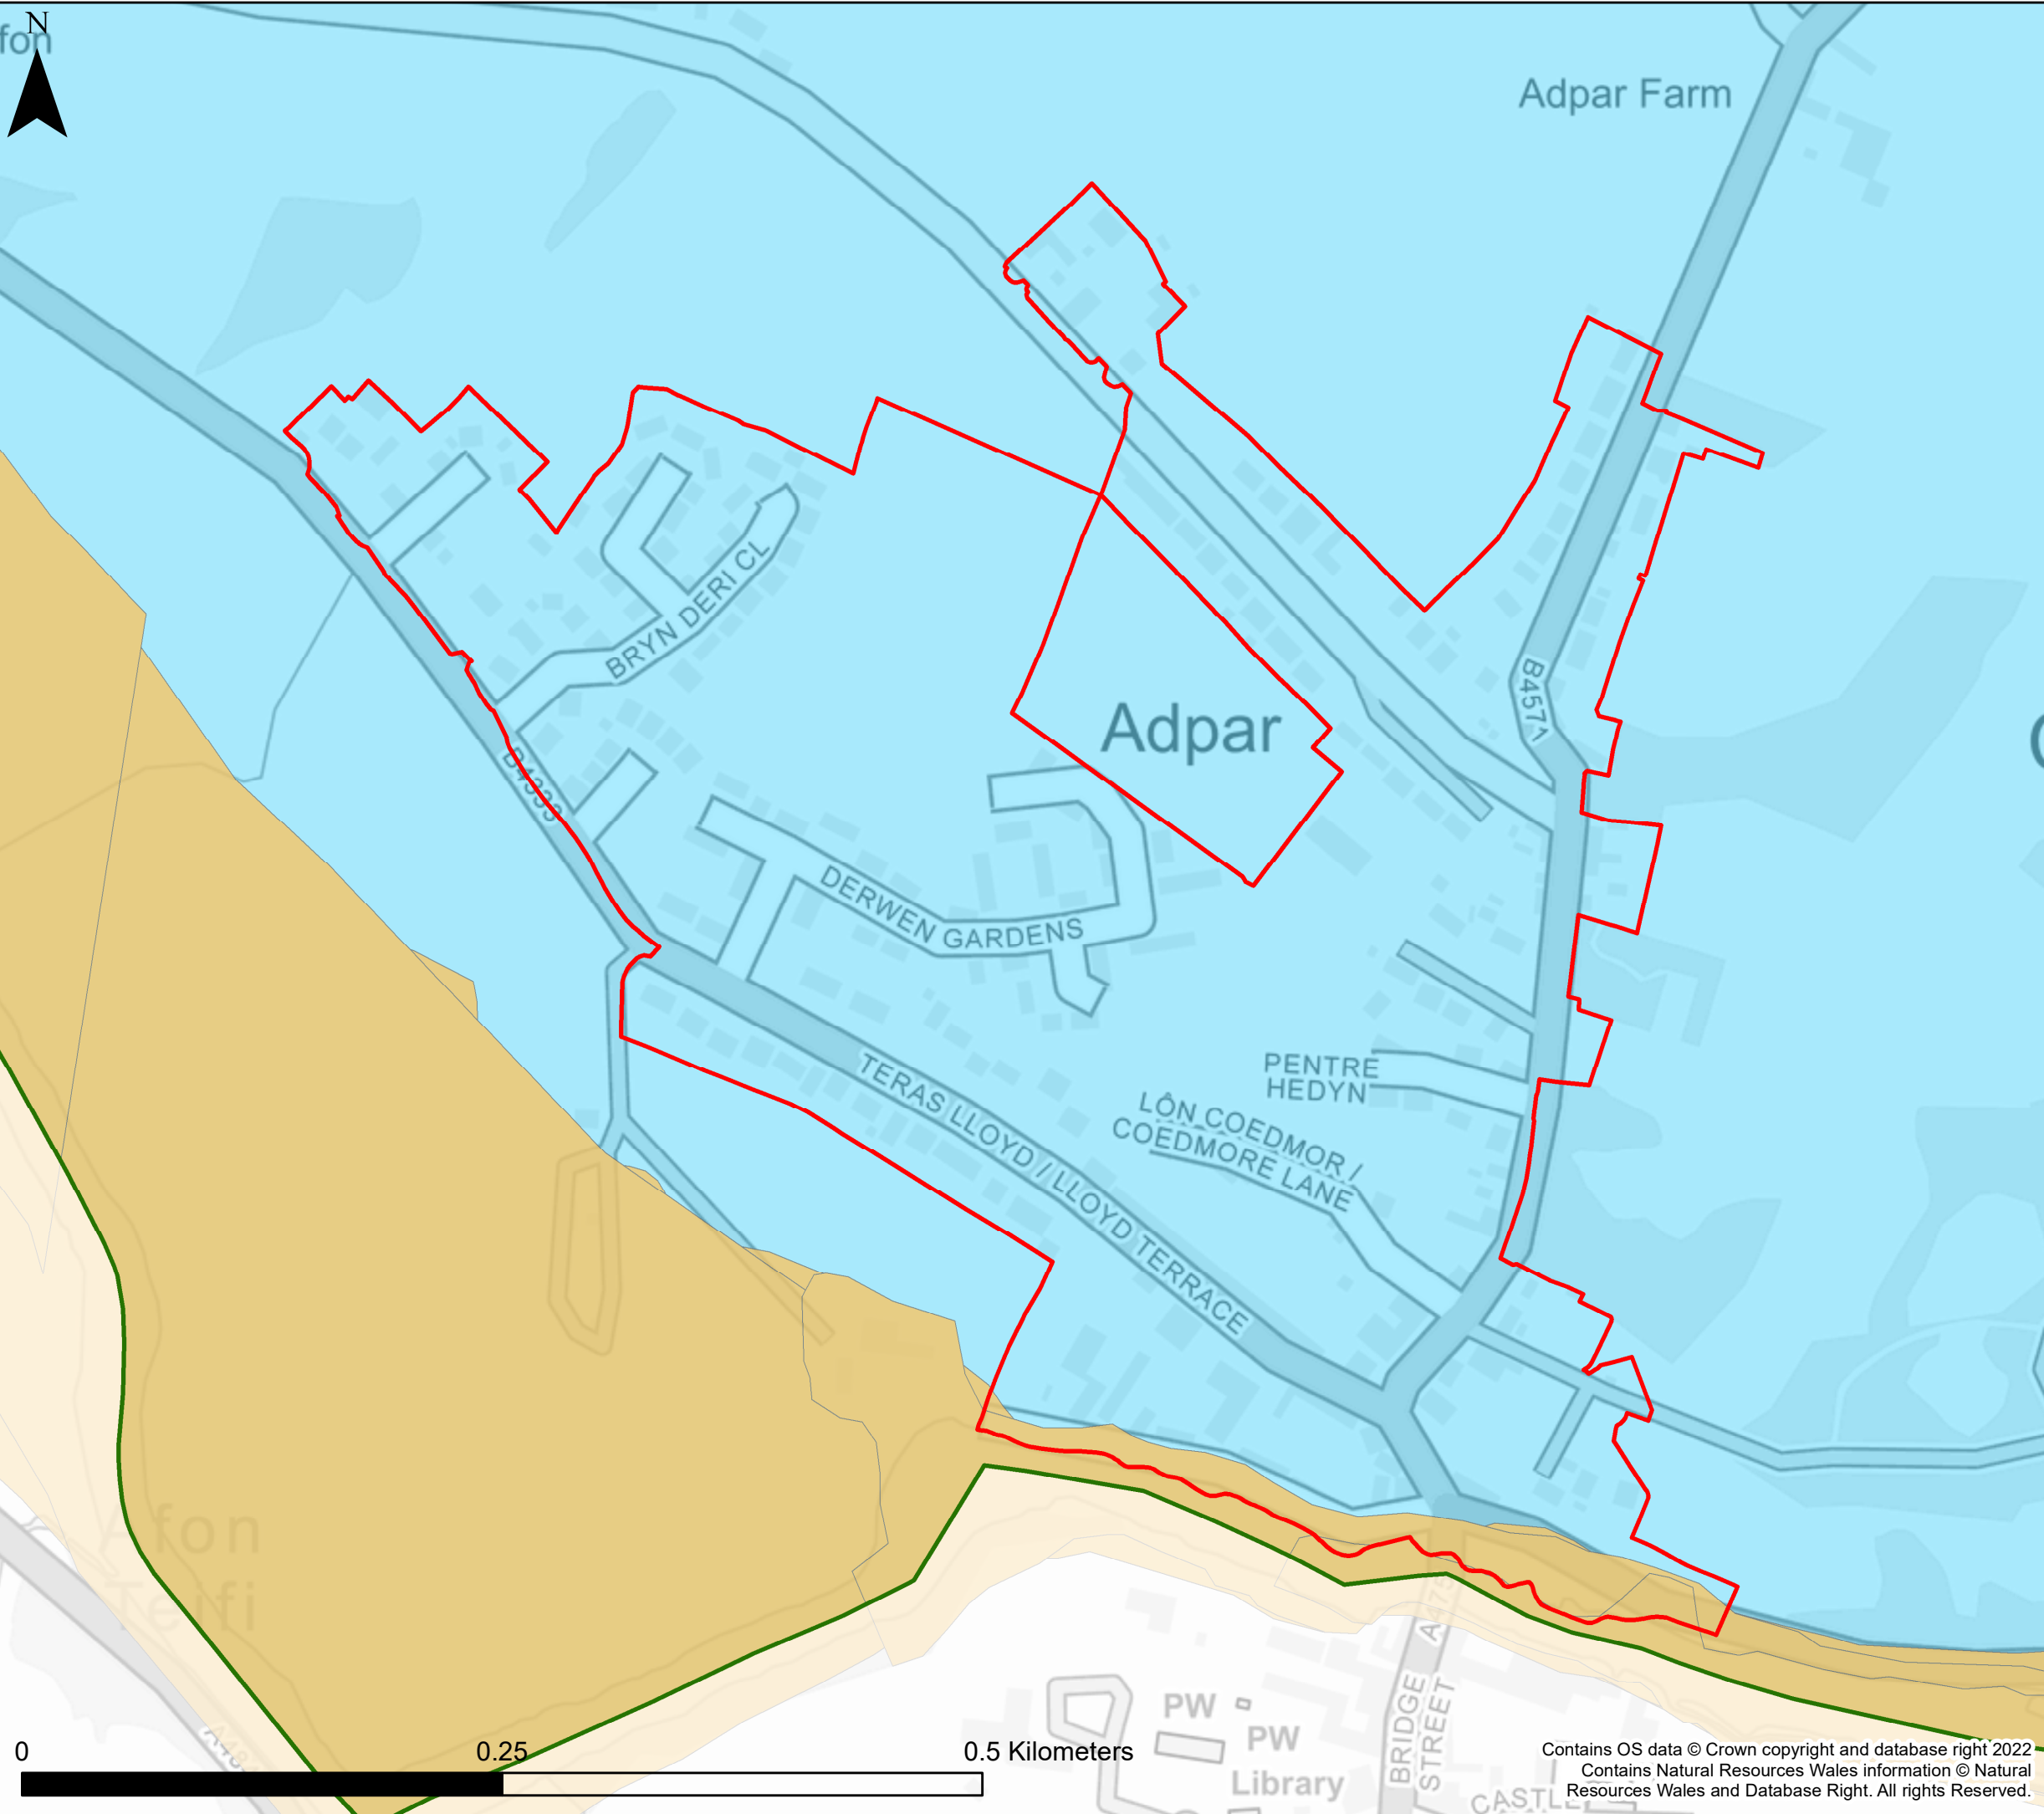 N
fon
Adpar Farm
B4571
BRYN DERI CL
Adpar
B4333
DERWEN GARDENS
PENTRE
HEDYN
TERAS LLOYD / LLOYD TERRACE
LÔN COEDMOR /
COEDMORE LANE
Afon
Teifi
BRIDGE
STREET
PW
PW
Library
CASTLE
0
0.25
0.5 Kilometers
Contains OS data © Crown copyright and database right 2022
Contains Natural Resources Wales information © Natural
Resources Wales and Database Right. All rights Reserved.